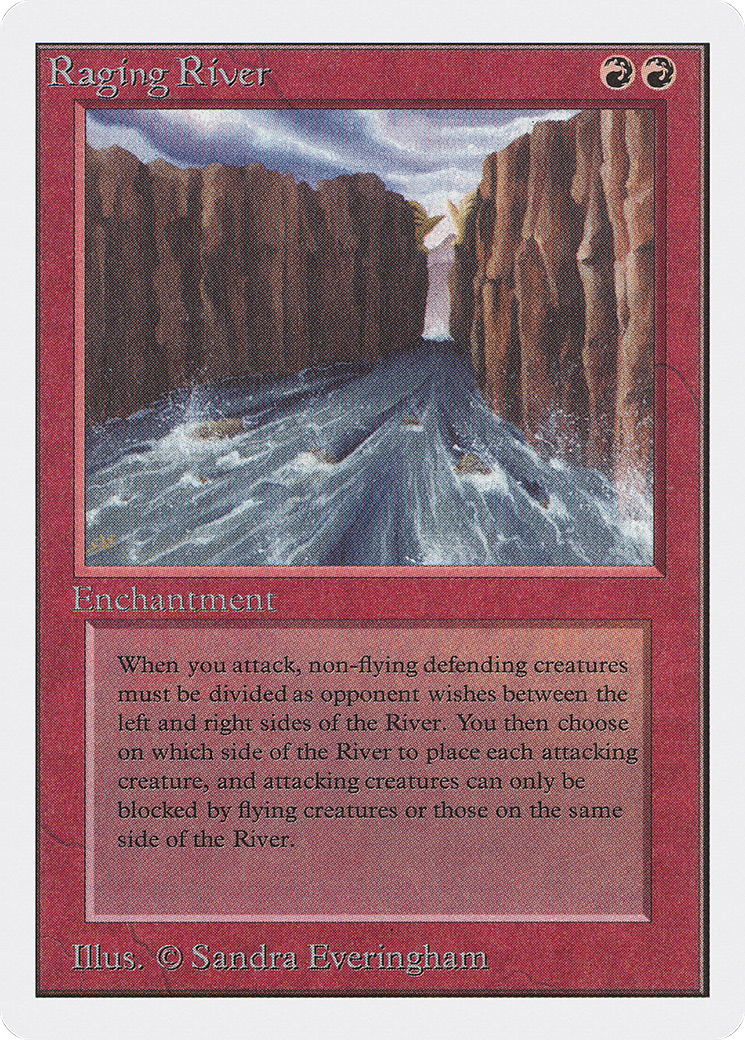 Raging River
Enchantment
When you attack, non-flying defending creatures
must be divided as opponent wishes between the
left and right sides of the River. You then choose
on which side of the River to place each attacking
creature, and attacking creatures can only be
blocked by flying creatures or those on the same
side of the River.
Illus. © Sandra Everingham